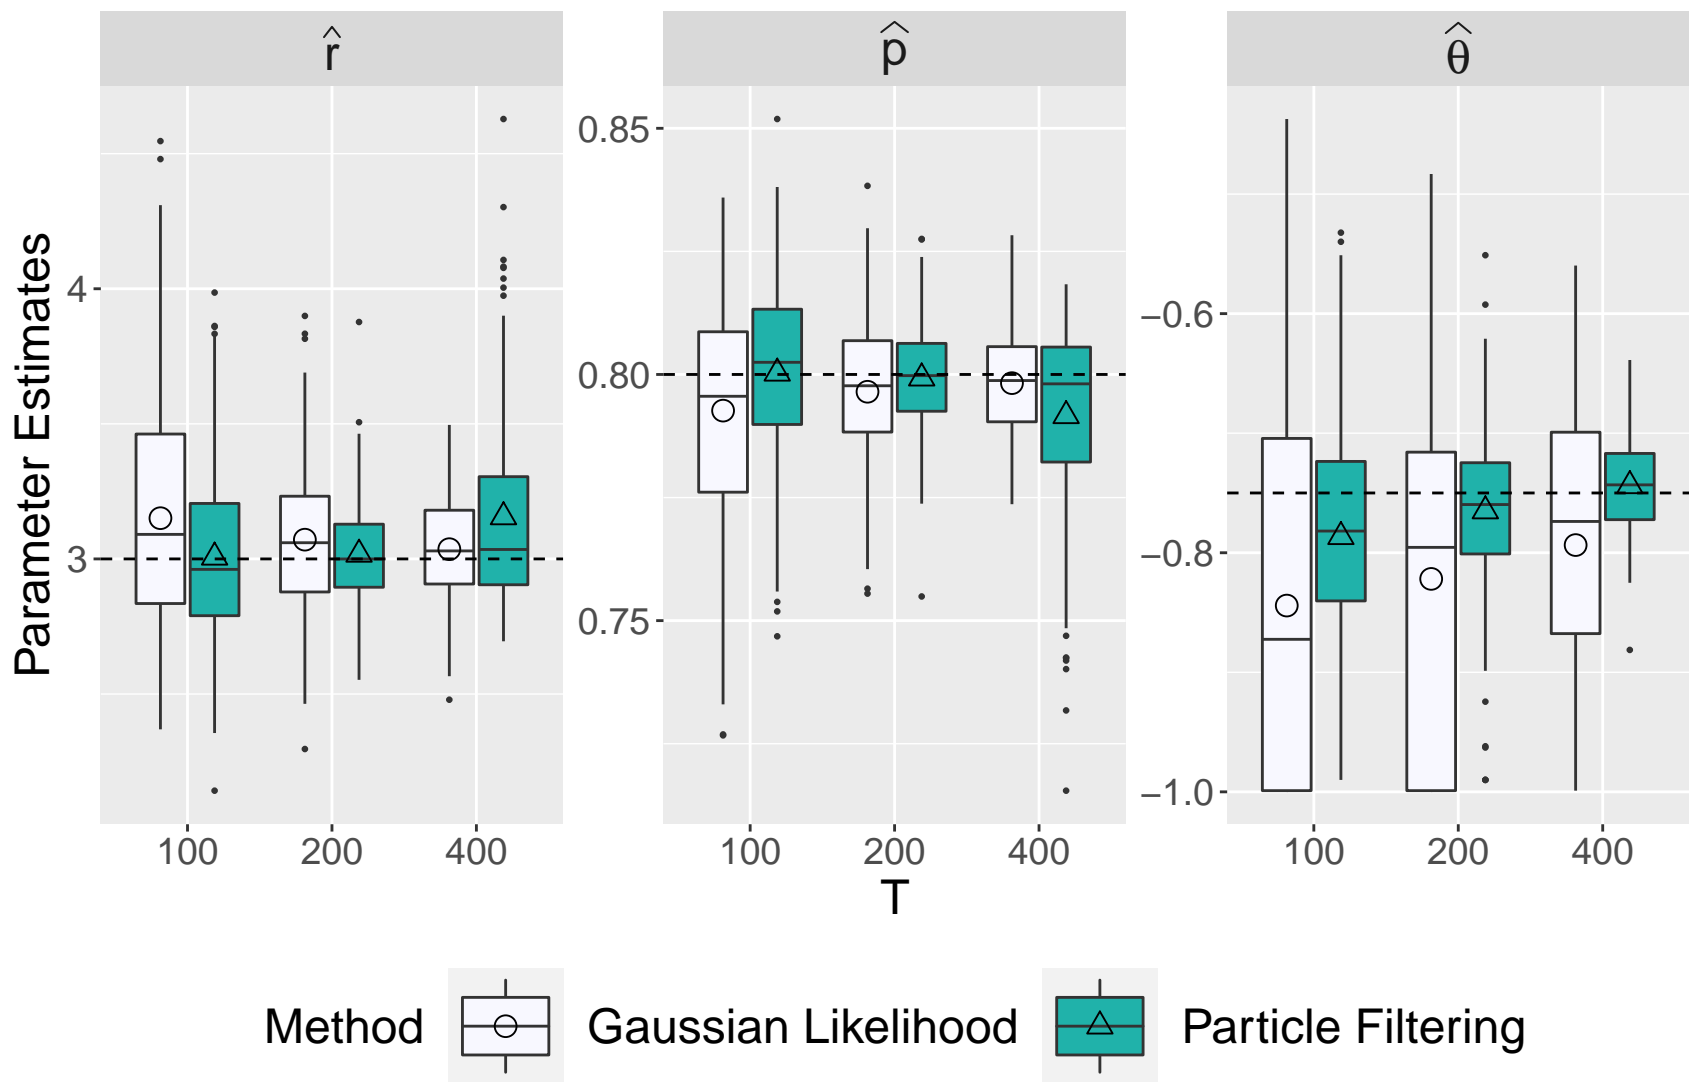 r̂
p̂
θ̂
Parameter Estimates
4
3
0.85
0.80
0.75
−0.6
−0.8
−1.0
100 200 400
100 200 400
100 200 400
T
Method Gaussian Likelihood Particle Filtering